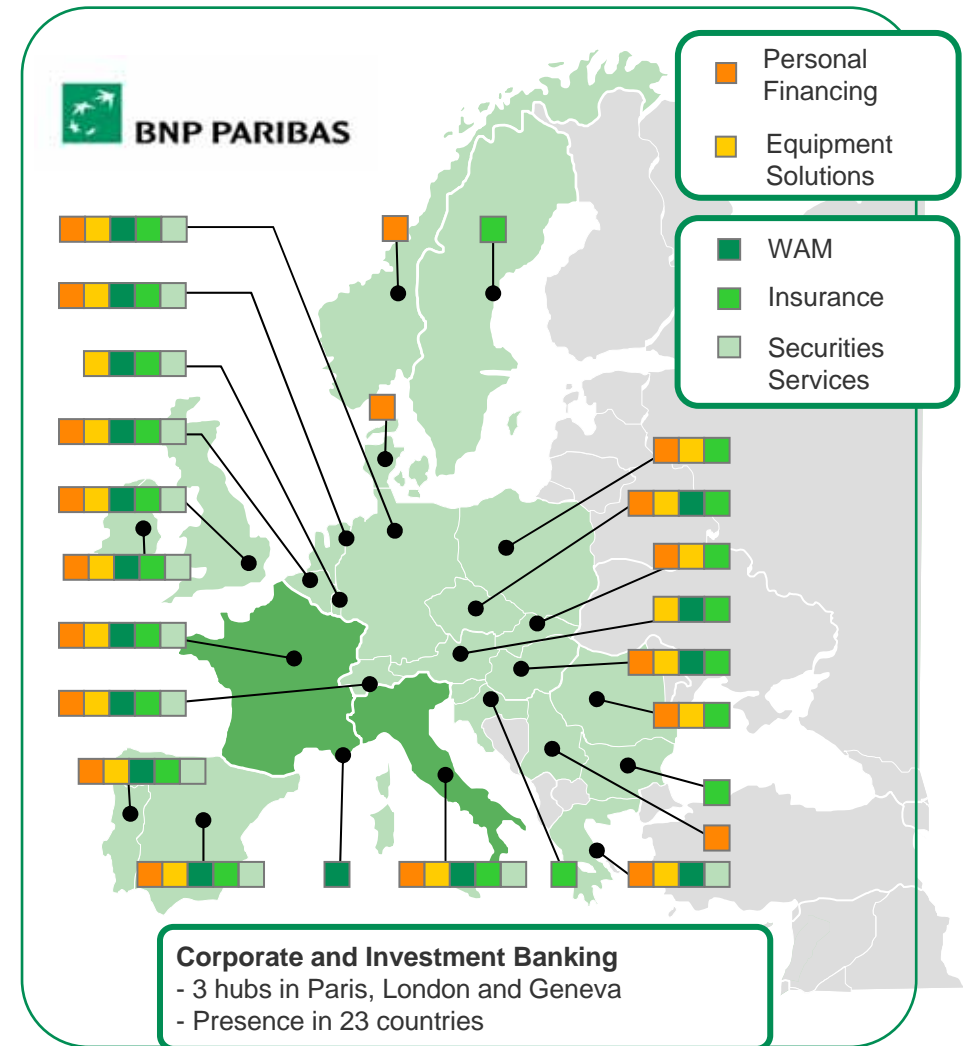 BNP PARIBAS
Personal
Financing
Equipment
Solutions
WAM
Insurance
Securities
Services
Corporate and Investment Banking
- 3 hubs in Paris, London and Geneva
- Presence in 23 countries